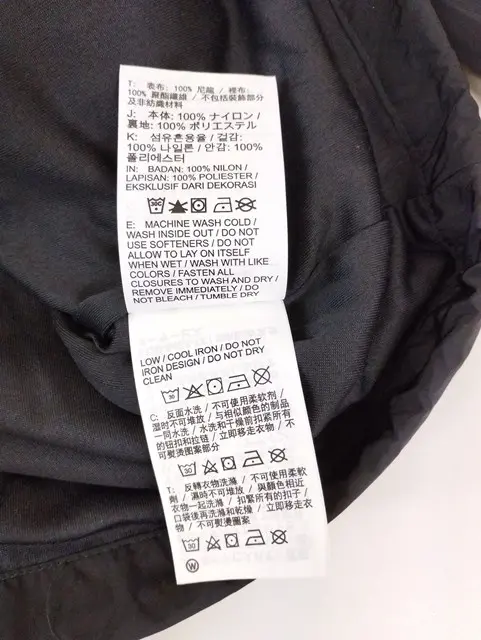 T: 表布: 100% 尼龍 / 裡布:
100% 聚酯纖維 / 不包括裝飾部分
及非紡織材料
J: 本体: 100% ナイロン /
裏地: 100% ポリエステル
K: 섬유혼용율 / 겉감:
100% 나일론 / 안감: 100%
폴리에스터
IN: BADAN: 100% NILON /
LAPISAN: 100% POLIESTER /
EKSKLUSIF DARI DEKORASI
E: MACHINE WASH COLD /
WASH INSIDE OUT / DO NOT
USE SOFTENERS / DO NOT
ALLOW TO LAY ON ITSELF
WHEN WET / WASH WITH LIKE
COLORS / FASTEN ALL
CLOSURES TO WASH AND DRY /
REMOVE IMMEDIATELY / DO
NOT BLEACH / TUMBLE DRY
LOW / COOL IRON / DO NOT
IRON DESIGN / DO NOT DRY
CLEAN
30
C: 反面水洗 / 不可使用柔软剂 /
湿时不可堆放 / 与相似颜色的制品
一同水洗 / 水洗和干燥前扣紧所有
的钮扣和拉链 / 立即移走衣物 / 不
可熨烫图案部分
30
T: 反轉衣物洗滌 / 不可使用柔軟
劑 / 濕時不可堆放 / 與顏色相近
衣物一起洗滌 / 扣緊所有的扣子 /
口袋後再洗滌和乾燥 / 立即移走衣
物 / 不可熨燙圖案
30
W